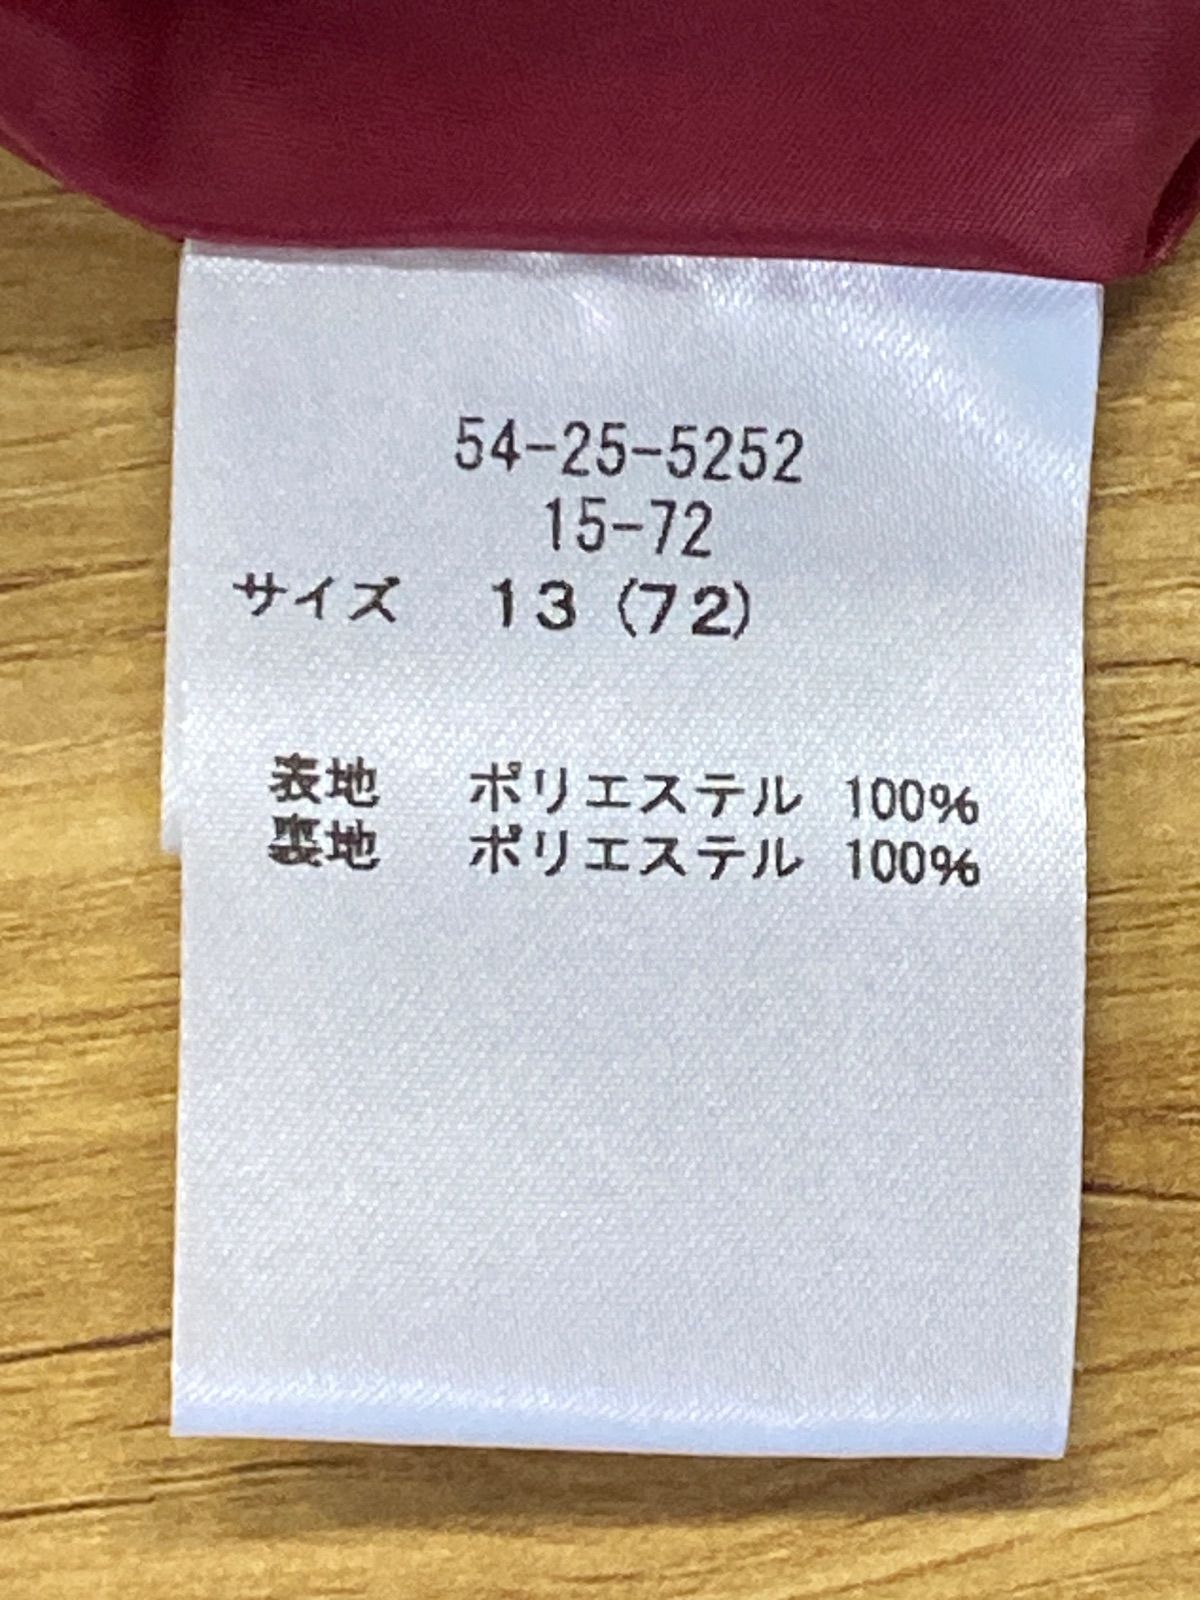 54-25-5252
15-72
サイズ 13 (72)
表地 ポリエステル 100%
裏地 ポリエステル 100%